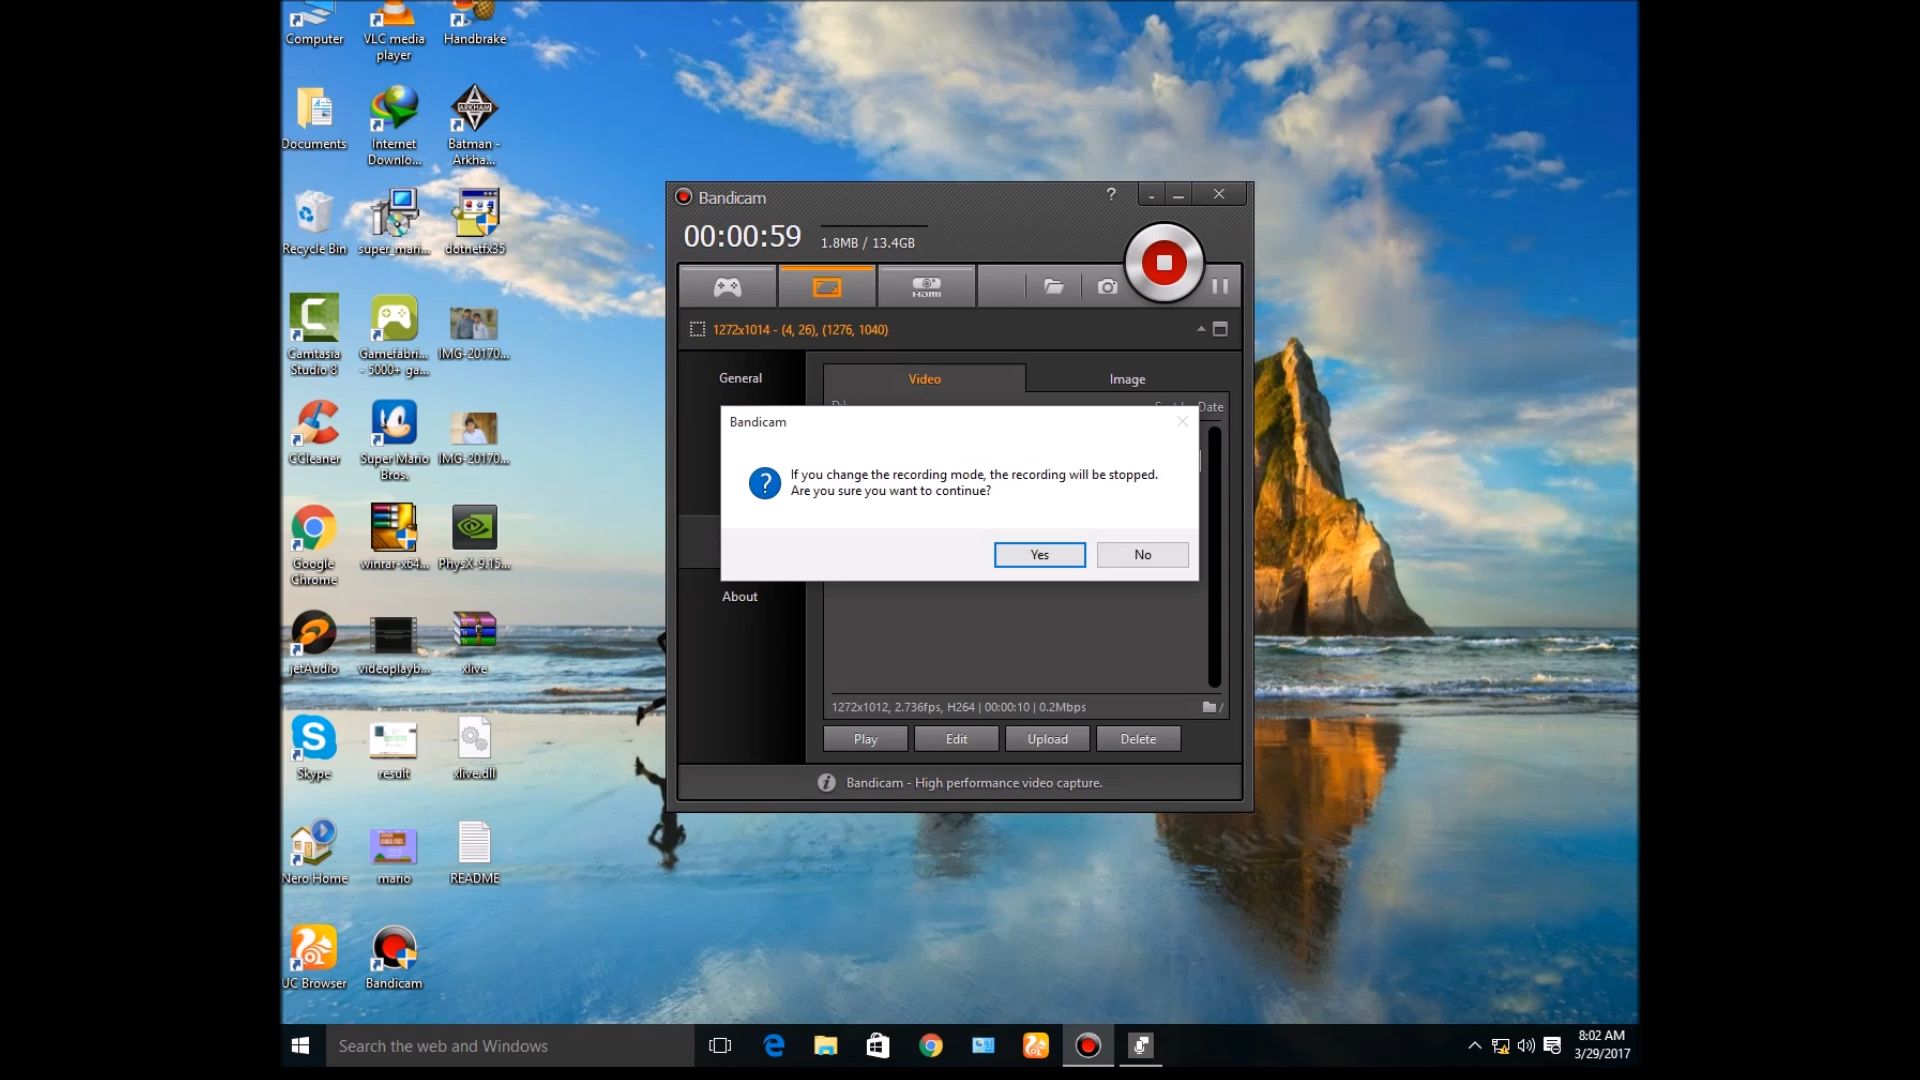 Computer
VLC media
player
Handbrake
Documents
Internet
Downlo...
Batman -
Arkha...
ARKHAM
Recycle Bin
super_mari...
dotnetfx35
Camtasia
Studio 8
Gamefabri...
- 5000+ ga...
IMG-20170...
CCleaner
Super Mario
Bros.
IMG-20170...
Google
Chrome
winrar-x64...
PhysX-9.15...
jetAudio
videoplayb...
xlive
Skype
result
xlive.dll
Nero Home
mario
README
UC Browser
Bandicam
Bandicam
?
00:00:59
1.8MB / 13.4GB
HDMI
1272x1014 - (4, 26), (1276, 1040)
General
Video
Image
Date
Bandicam
If you change the recording mode, the recording will be stopped.
Are you sure you want to continue?
Yes
No
About
1272x1012, 2.736fps, H264 | 00:00:10 | 0.2Mbps
/
Play
Edit
Upload
Delete
Bandicam - High performance video capture.
Search the web and Windows
8:02 AM
3/29/2017